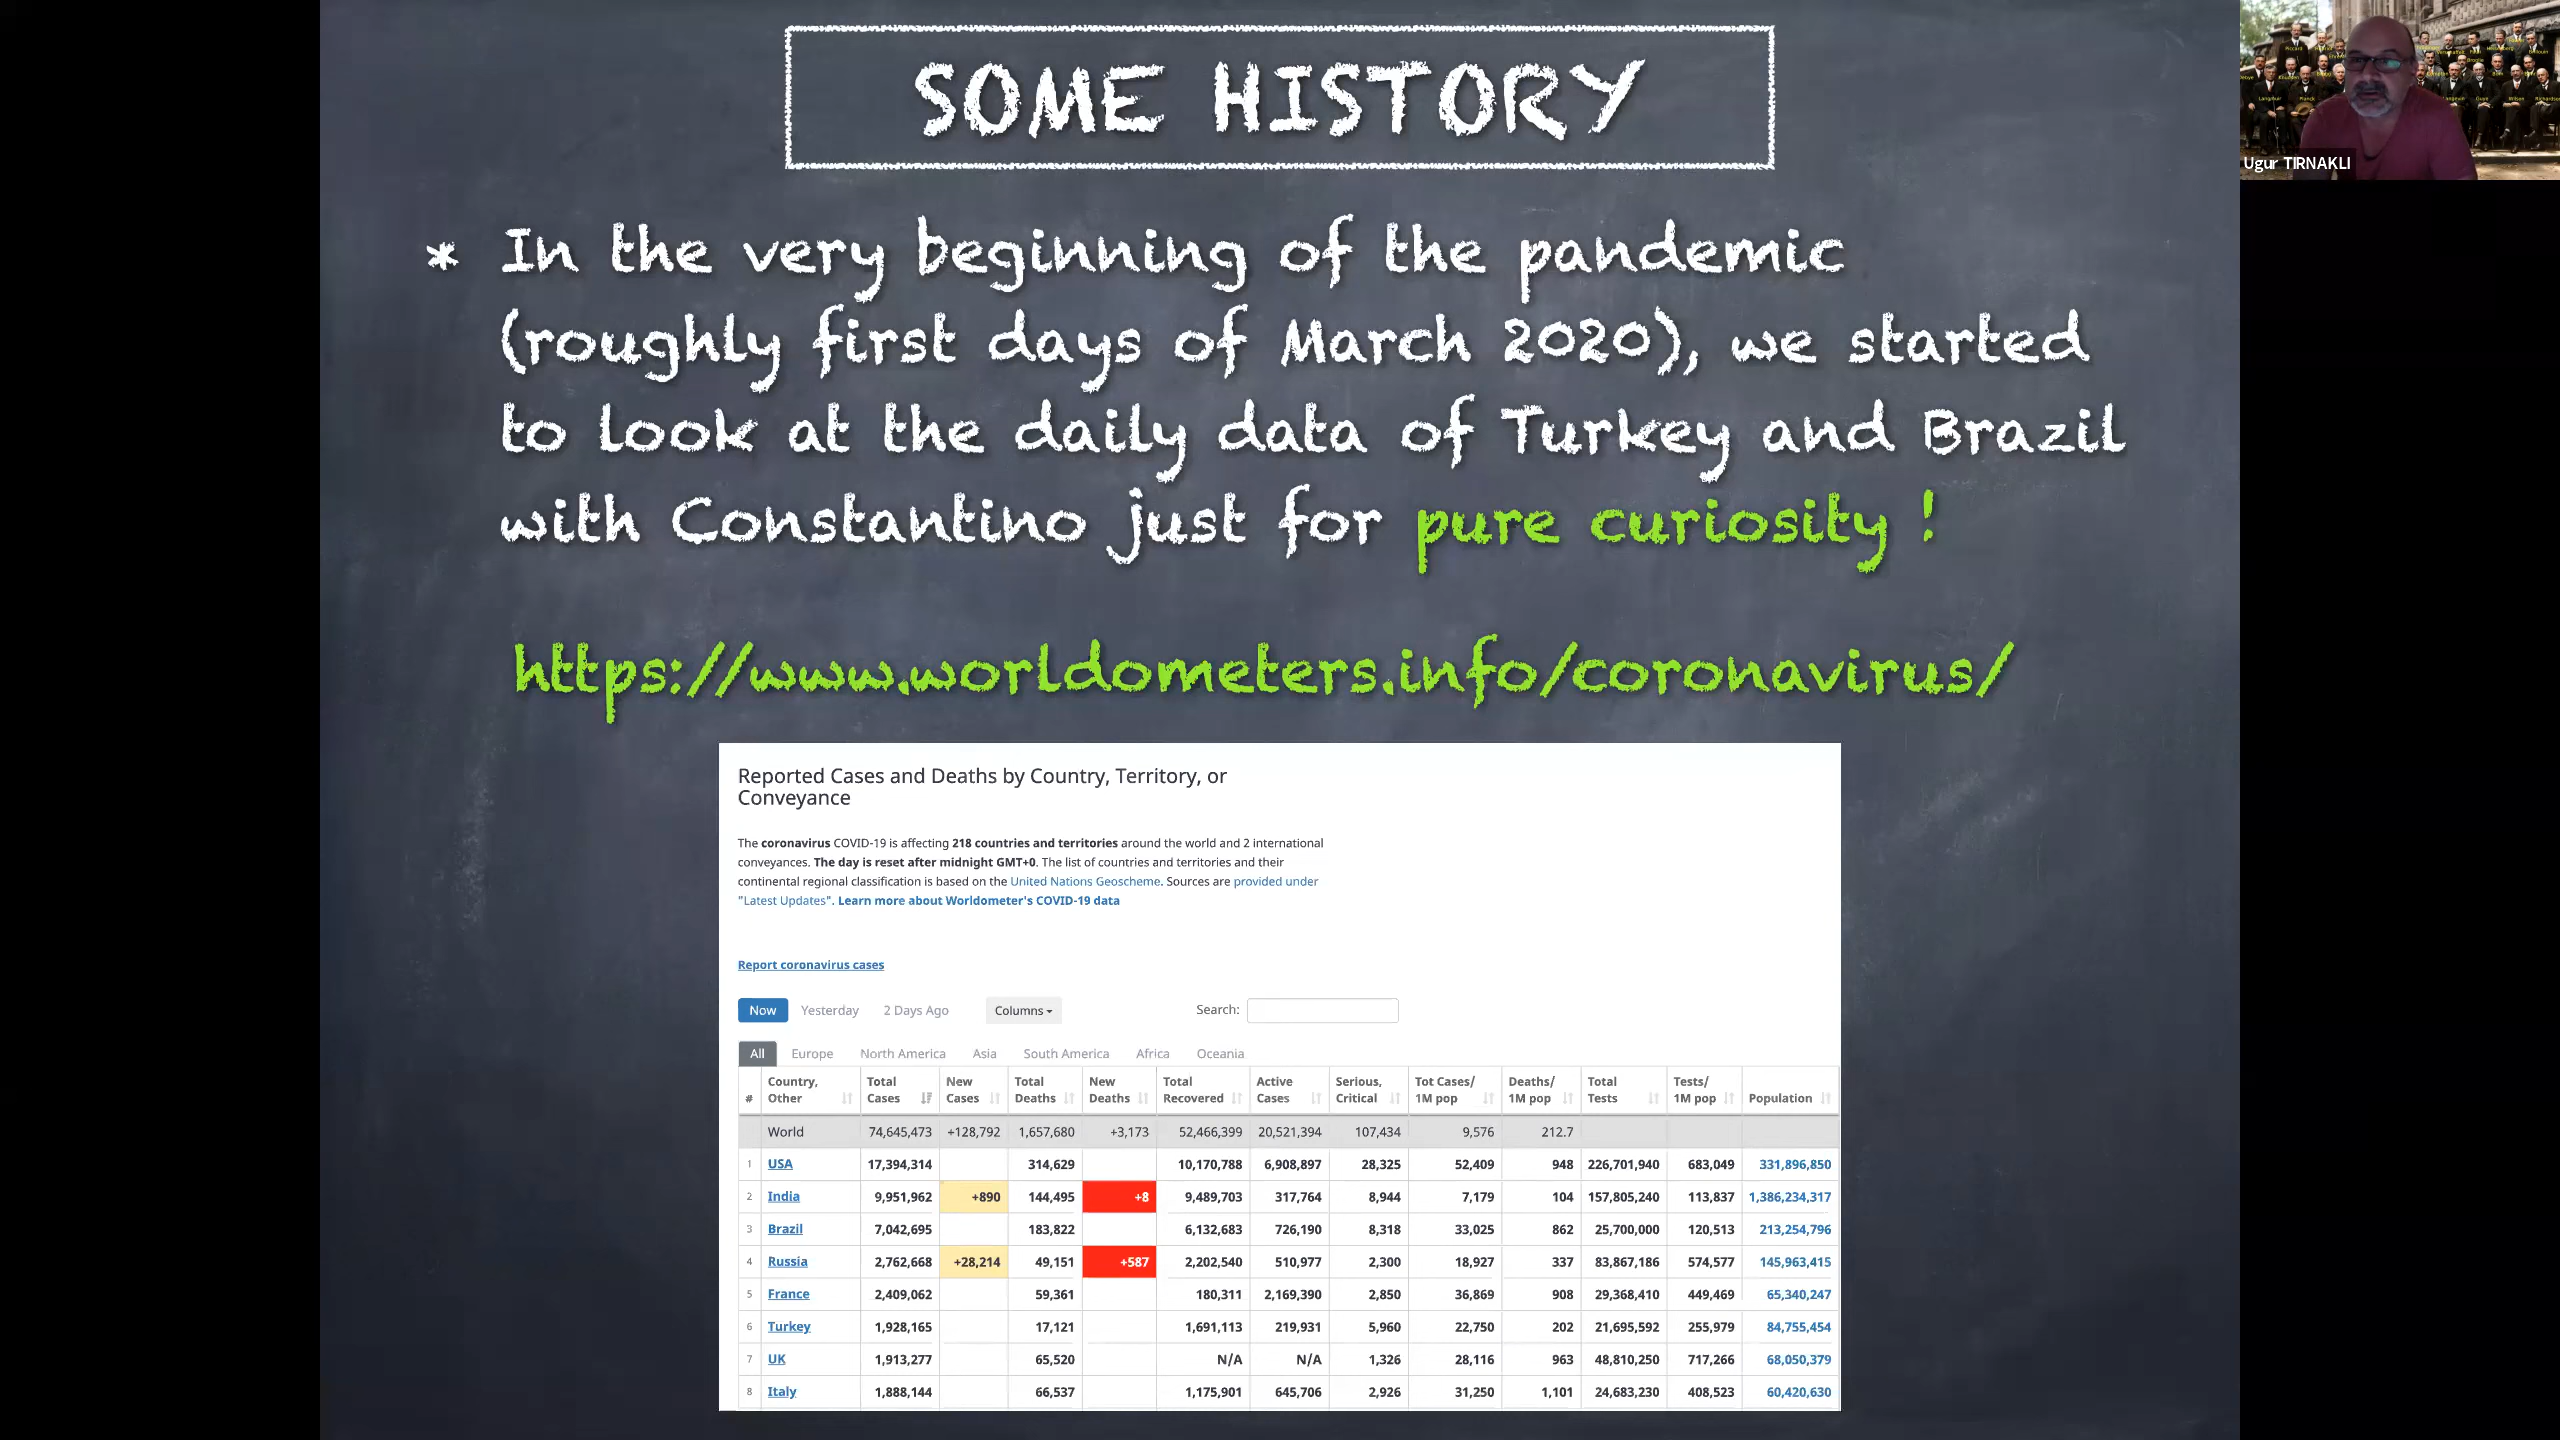 SOME HISTORY
Ugur TIRNAKLI
* In the very beginning of the pandemic
(roughly first days of March 2020), we started
to look at the daily data of Turkey and Brazil
with Constantino just for pure curiosity !
https://www.worldometers.info/coronavirus/
Reported Cases and Deaths by Country, Territory, or
Conveyance
The coronavirus COVID-19 is affecting 218 countries and territories around the world and 2 international
conveyances. The day is reset after midnight GMT+0. The list of countries and territories and their
continental regional classification is based on the United Nations Geoscheme. Sources are provided under
"Latest Updates". Learn more about Worldometer's COVID-19 data
Report coronavirus cases
Now Yesterday 2 Days Ago Columns Search:
All Europe North America Asia South America Africa Oceania
Country, Total New Total New Total Active Serious, Tot Cases/ Deaths/ Total Tests/
# Other Cases Cases Deaths Deaths Recovered Cases Critical 1M pop 1M pop Tests 1M pop Population
World 74,645,473 +128,792 1,657,680 +3,173 52,466,399 20,521,394 107,434 9,576 212.7
1 USA 17,394,314 314,629 10,170,788 6,908,897 28,325 52,409 948 226,701,940 683,049 331,896,850
2 India 9,951,962 +890 144,495 +8 9,489,703 317,764 8,944 7,179 104 157,805,240 113,837 1,386,234,317
3 Brazil 7,042,695 183,822 6,132,683 726,190 8,318 33,025 862 25,700,000 120,513 213,254,796
4 Russia 2,762,668 +28,214 49,151 +587 2,202,540 510,977 2,300 18,927 337 83,867,186 574,577 145,963,415
5 France 2,409,062 59,361 180,311 2,169,390 2,850 36,869 908 29,368,410 449,469 65,340,247
6 Turkey 1,928,165 17,121 1,691,113 219,931 5,960 22,750 202 21,695,592 255,979 84,755,454
7 UK 1,913,277 65,520 N/A N/A 1,326 28,116 963 48,810,250 717,266 68,050,379
8 Italy 1,888,144 66,537 1,175,901 645,706 2,926 31,250 1,101 24,683,230 408,523 60,420,630